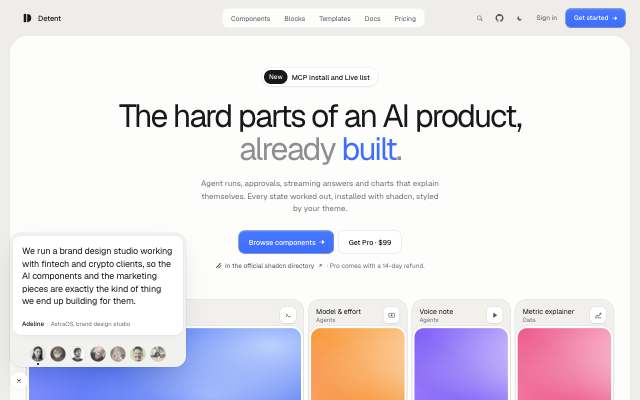 Detent
Components
Blocks
Templates
Docs
Pricing
Sign in
Get started →
New
MCP install and Live list
The hard parts of an AI product,
already built.
Agent runs, approvals, streaming answers and charts that explain
themselves. Every state worked out, installed with shadcn, styled
by your theme.
Browse components →
Get Pro · $99
In the official shadcn directory ↗ · Pro comes with a 14-day refund.
We run a brand design studio working
with fintech and crypto clients, so the
AI components and the marketing
pieces are exactly the kind of thing
we end up building for them.
Adeline AstraOS, brand design studio
Model & effort
Agents
Voice note
Agents
Metric explainer
Data